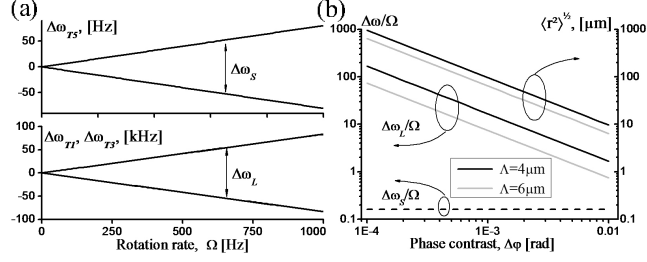 (a)
Δω_T5, [Hz]
50
0
-50
Δω_S
100
Δω_T1, Δω_T3, [kHz]
50
0
-50
-100
Δω_L
0 250 500 750 1000
Rotation rate, Ω [Hz]
(b)
Δω/Ω
⟨r²⟩^½, [μm]
1000 1000
100 100
10 10
1 1
0.1 0.1
Δω_L/Ω
Λ=4μm
Λ=6μm
Δω_S/Ω
1E-4 1E-3 0.01
Phase contrast, Δφ [rad]